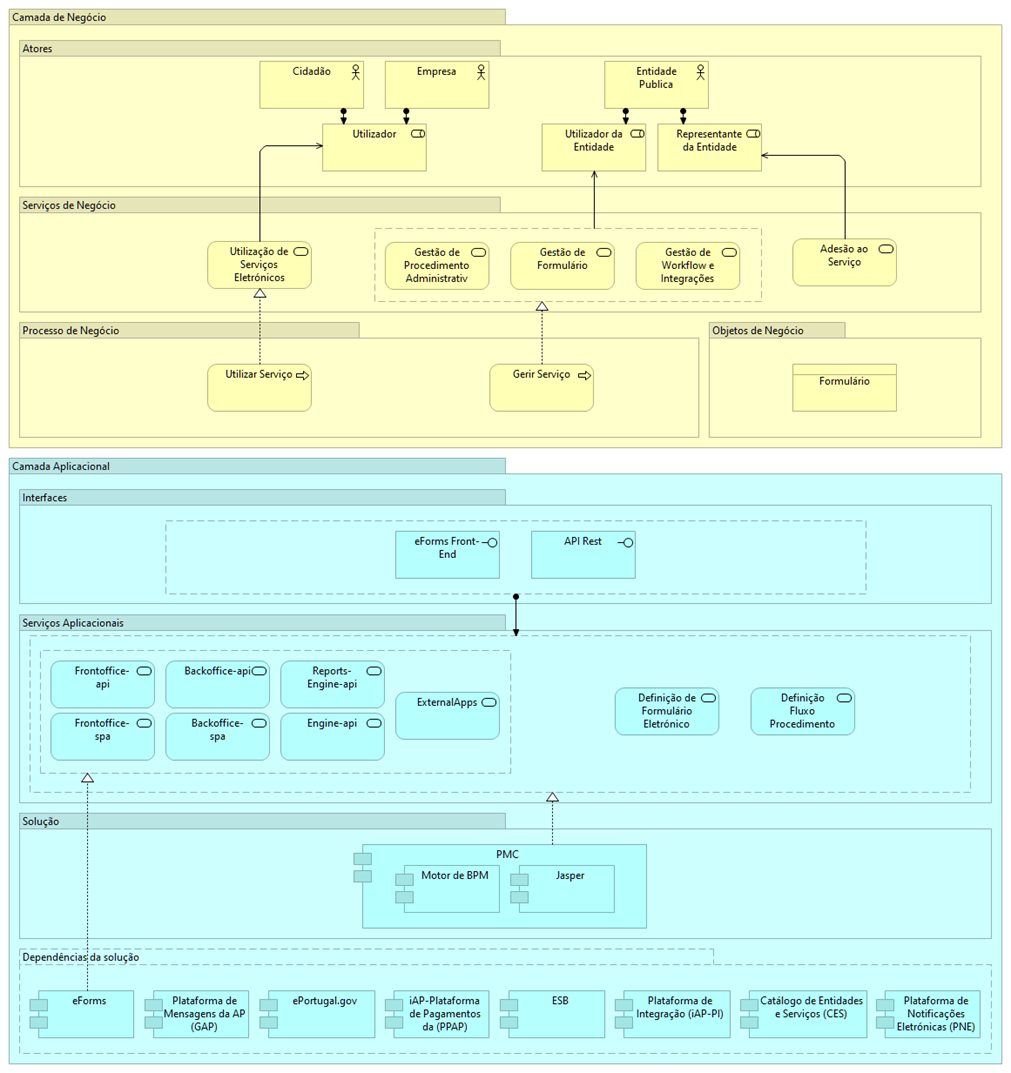 Camada de Negócio
Atores
Cidadão
Empresa
Entidade
Publica
Utilizador
Utilizador da
Entidade
Representante
da Entidade
Serviços de Negócio
Utilização de
Serviços
Eletrónicos
Gestão de
Procedimento
Administrativ
Gestão de
Formulário
Gestão de
Workflow e
Integrações
Adesão ao
Serviço
Processo de Negócio
Utilizar Serviço
Gerir Serviço
Objetos de Negócio
Formulário
Camada Aplicacional
Interfaces
eForms Front-
End
API Rest
Serviços Aplicacionais
Frontoffice-
api
Backoffice-api
Reports-
Engine-api
ExternalApps
Frontoffice-
spa
Backoffice-
spa
Engine-api
Definição de
Formulário
Eletrónico
Definição
Fluxo
Procedimento
Solução
PMC
Motor de BPM
Jasper
Dependências da solução
eForms
Plataforma de
Mensagens da AP
(GAP)
ePortugal.gov
iAP-Plataforma
de Pagamentos
da (PPAP)
ESB
Plataforma de
Integração (iAP-PI)
Catálogo de Entidades
e Serviços (CES)
Plataforma de
Notificações
Eletrónicas (PNE)